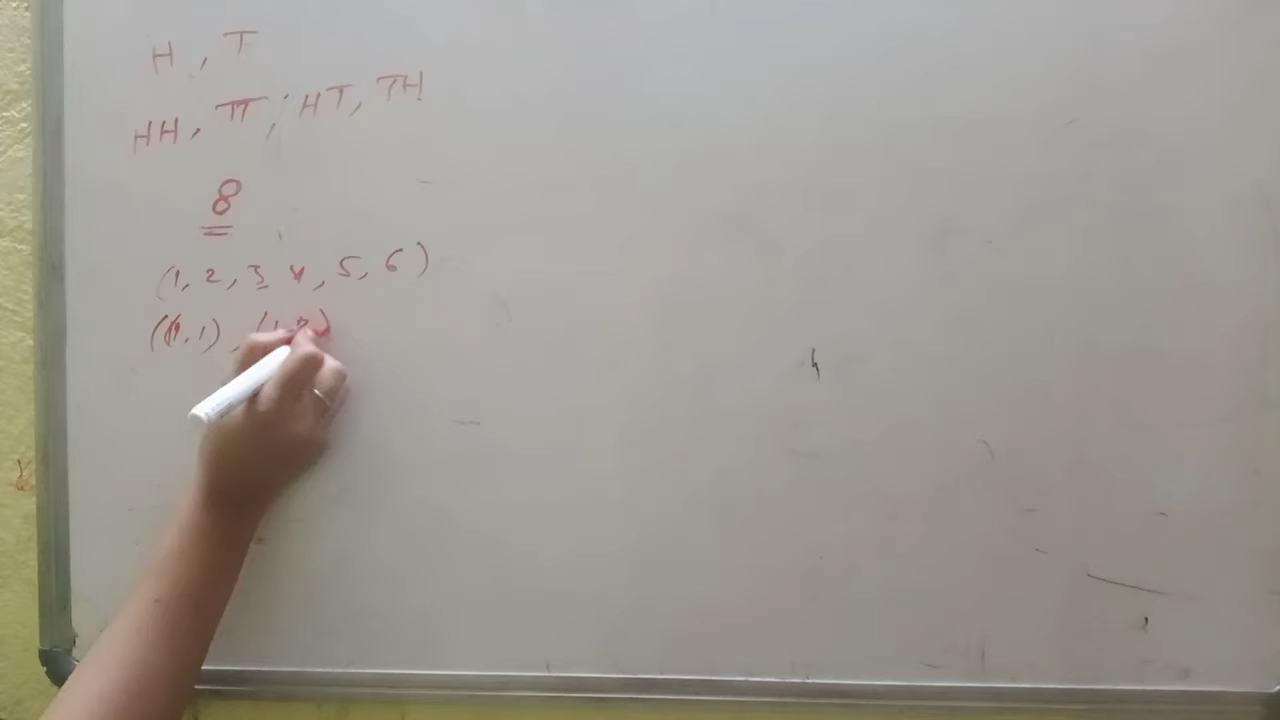 H, T
HH, TT, HT, TH
8
(1, 2, 3 4, 5, 6)
((1,1), (1,2)